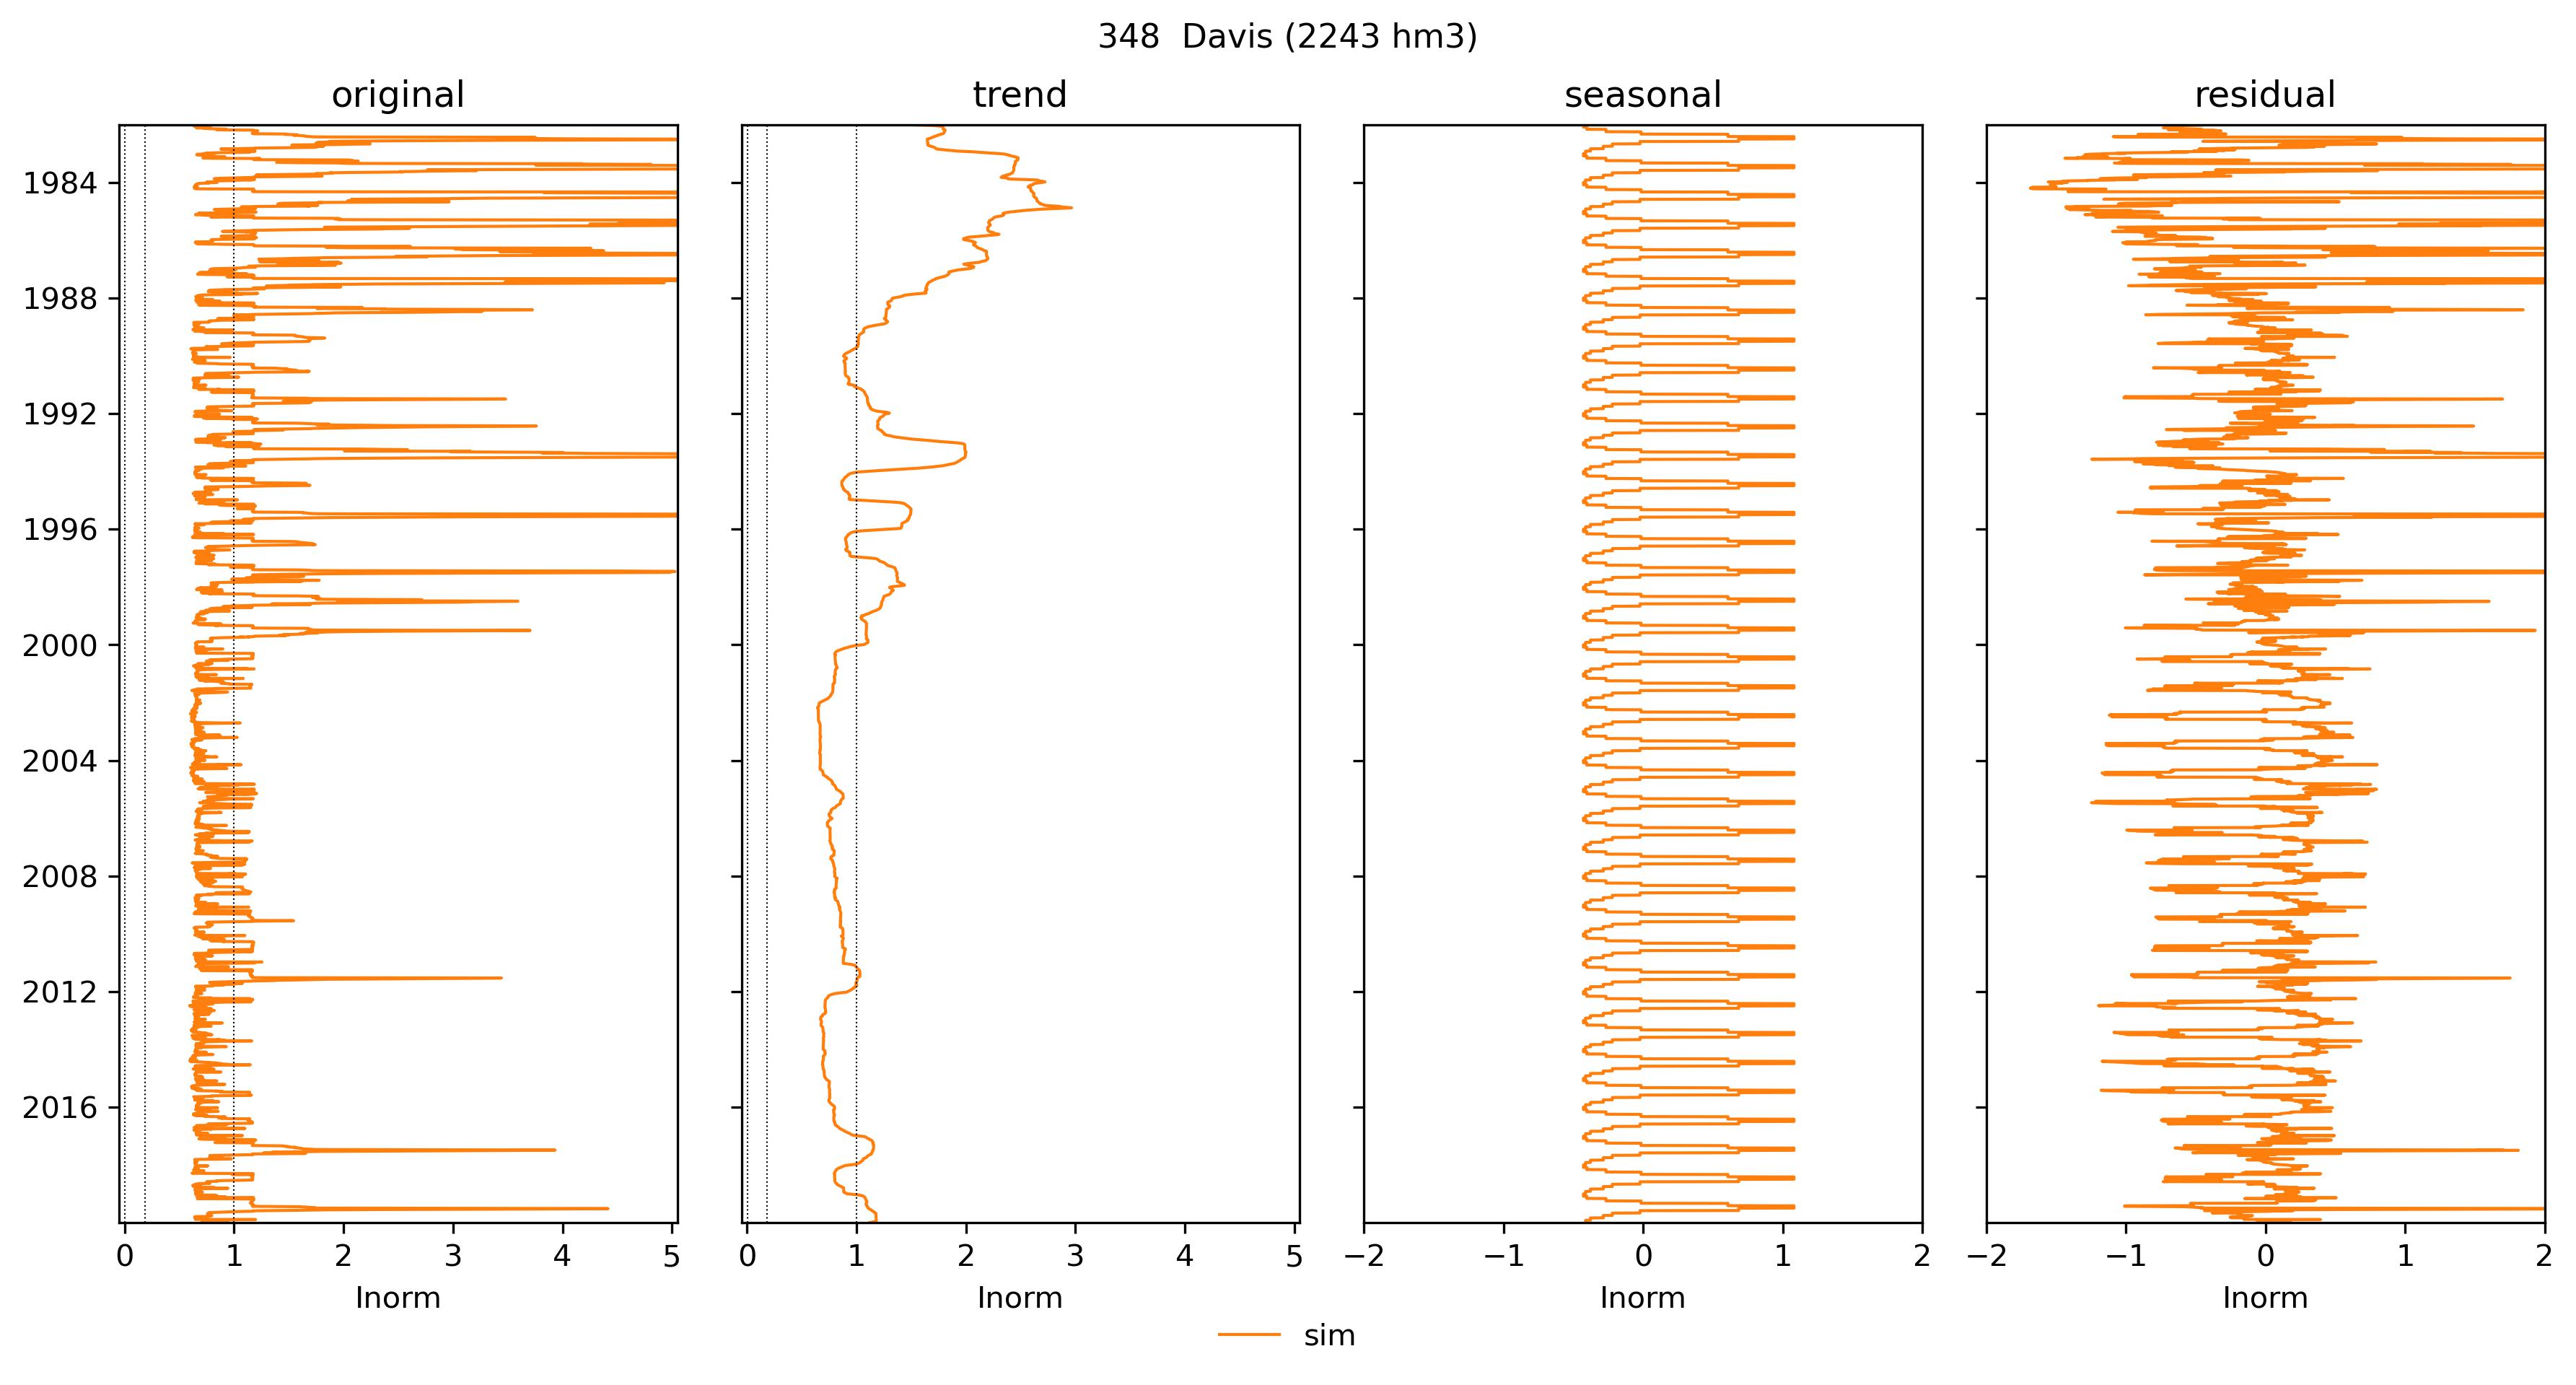 348  Davis (2243 hm3)
original
trend
seasonal
residual
1984
1988
1992
1996
2000
2004
2008
2012
2016
0 1 2 3 4 5
0 1 2 3 4 5
−2 −1 0 1 2
−2 −1 0 1 2
Inorm
Inorm
Inorm
Inorm
sim